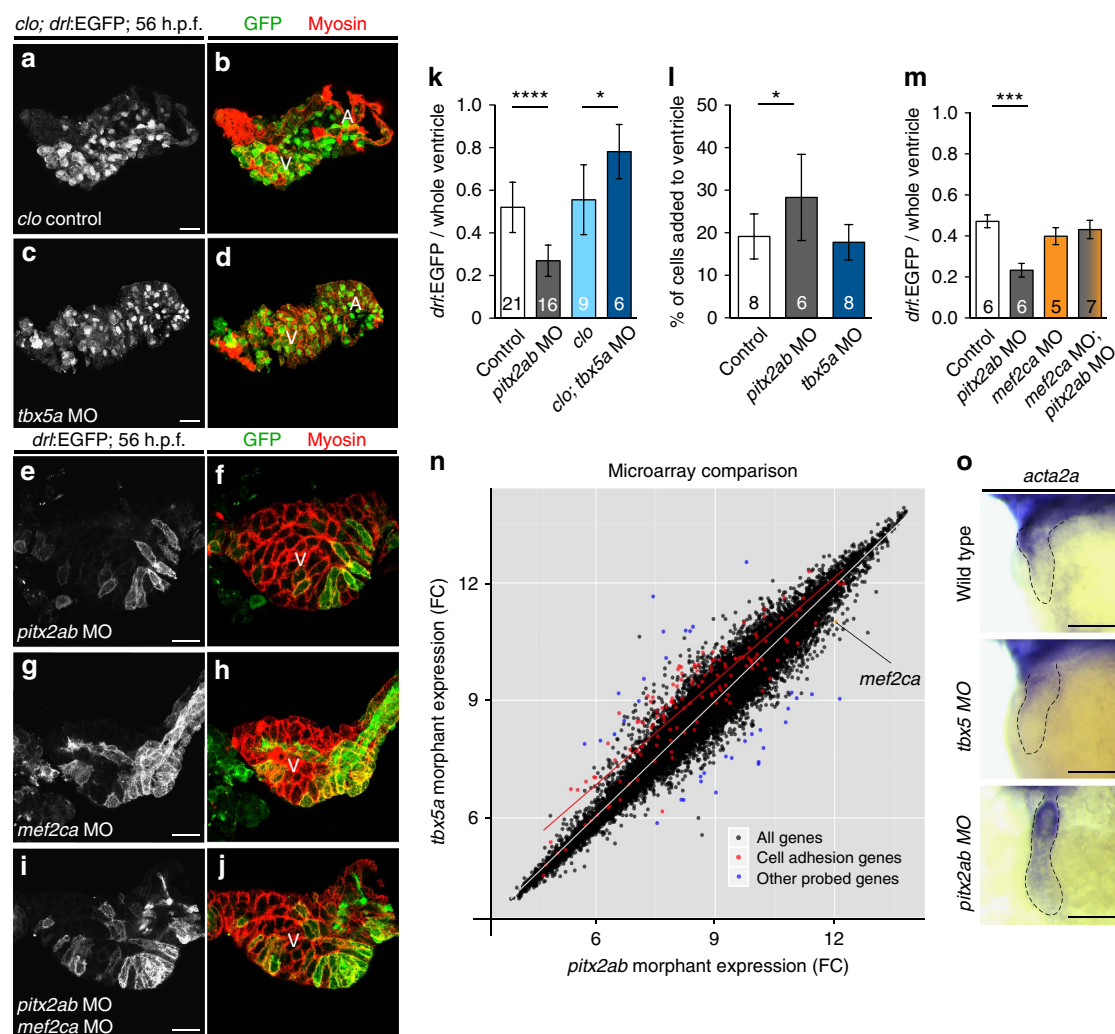 clo; drl:EGFP; 56 h.p.f.
GFP Myosin
a
b
A
V
clo control
c
d
A
V
tbx5a MO
drl:EGFP; 56 h.p.f.
GFP Myosin
e
f
V
pitx2ab MO
g
h
V
mef2ca MO
i
j
V
pitx2ab MO
mef2ca MO
k
**** *
1.0
0.8
0.6
0.4
0.2
0
drl:EGFP / whole ventricle
21 16 9 6
Control
pitx2ab MO
clo
clo; tbx5a MO
l
*
50
40
30
20
10
0
% of cells added to ventricle
8 6 8
Control
pitx2ab MO
tbx5a MO
m
***
1.0
0.8
0.6
0.4
0.2
0
drl:EGFP / whole ventricle
6 6 5 7
Control
pitx2ab MO
mef2ca MO
mef2ca MO;
pitx2ab MO
n
Microarray comparison
12
9
6
tbx5a morphant expression (FC)
mef2ca
All genes
Cell adhesion genes
Other probed genes
6 9 12
pitx2ab morphant expression (FC)
o
acta2a
Wild type
tbx5 MO
pitx2ab MO